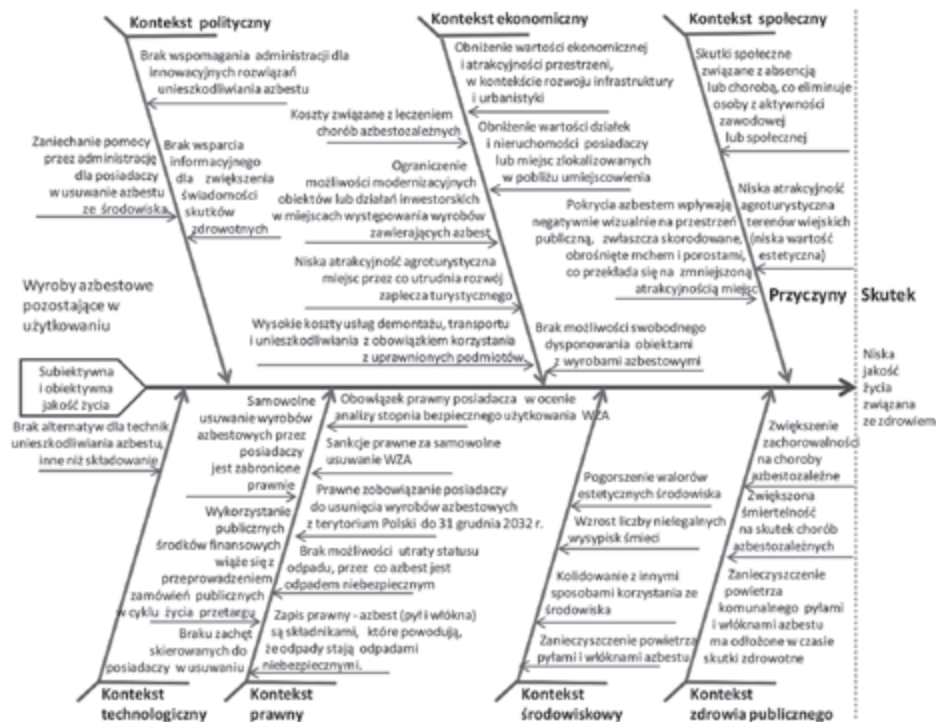 Kontekst polityczny
Brak wspomagania administracji dla
innowacyjnych rozwiązań
unieszkodliwiania azbestu
Zaniechanie pomocy
przez administrację
dla posiadaczy
w usuwanie azbestu
ze środowiska
Brak wsparcia
informacyjnego
dla zwiększenia
świadomości
skutków
zdrowotnych
Wyroby azbestowe
pozostające w
użytkowaniu
Kontekst ekonomiczny
Obniżenie wartości ekonomicznej
i atrakcyjności przestrzeni,
w kontekście rozwoju infrastruktury
i urbanistyki
Koszty związane z leczeniem
chorób azbestozależnych
Obniżenie wartości działek
i nieruchomości posiadaczy
lub miejsc zlokalizowanych
w pobliżu umiejscowienia
Ograniczenie
możliwości modernizacyjnych
obiektów lub działań inwestorskich
w miejscach występowania wyrobów
zawierających azbest
Pokrycia azbestem wpływają
negatywnie wizualnie na przestrzeń
publiczną, zwłaszcza skorodowane,
obrośnięte mchem i porostami,
co przekłada się na zmniejszoną
atrakcyjnością miejsc
Niska atrakcyjność agroturystyczna
miejsc przez co utrudnia rozwój
zaplecza turystycznego
Wysokie koszty usług demontażu, transportu
i unieszkodliwiania z obowiązkiem korzystania
z uprawnionych podmiotów
Brak możliwości swobodnego
dysponowania obiektami
z wyrobami azbestowymi
Kontekst społeczny
Skutki społeczne
związane z absencją
lub chorobą, co eliminuje
osoby z aktywności
zawodowej
lub społecznej
Niska atrakcyjność
agroturystyczna
terenów wiejskich
(niska wartość
estetyczna)
Przyczyny
Skutek
Subiektywna
i obiektywna
jakość życia
Niska
jakość
życia
związana
ze zdrowiem
Brak alternatyw dla technik
unieszkodliwiania azbestu,
inne niż składowanie
Kontekst
technologiczny
Samowolne
usuwanie wyrobów
azbestowych przez
posiadaczy
jest zabronione
prawnie
Wykorzystanie
publicznych
środków finansowych
wiąże się z
przeprowadzeniem
zamówień publicznych
w cyklu życia przetargu
Braku zachęt
skierowanych do
posiadaczy w usuwaniu
Obowiązek prawny posiadacza w ocenie
analizy stopnia bezpiecznego użytkowania WZA
Sankcje prawne za samowolne
usuwanie WZA
Prawne zobowiązanie posiadaczy
do usunięcia wyrobów azbestowych
z terytorium Polski do 31 grudnia 2032 r.
Brak możliwości utraty statusu
odpadu, przez co azbest jest
odpadem niebezpiecznym
Zapis prawny - azbest (pył i włókna)
są składnikami, które powodują,
że odpady stają odpadami
niebezpiecznymi.
Kontekst
prawny
Pogorszenie walorów
estetycznych środowiska
Wzrost liczby nielegalnych
wysypisk śmieci
Kolidowanie z innymi
sposobami korzystania ze
środowiska
Zanieczyszczenie powietrza
pyłami i włóknami azbestu
Kontekst
środowiskowy
Zwiększenie
zachorowalności
na choroby
azbestozależne
Zwiększona
śmiertelność
na skutek chorób
azbestozależnych
Zanieczyszczenie
powietrza
komunalnego pyłami
i włóknami azbestu
ma odłożone w czasie
skutki zdrowotne
Kontekst
zdrowia publicznego